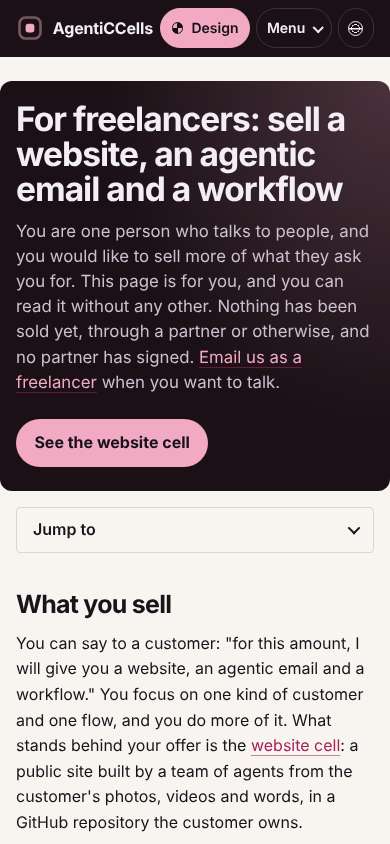 AgentiCCells
Design
Menu
For freelancers: sell a
website, an agentic
email and a workflow
You are one person who talks to people, and
you would like to sell more of what they ask
you for. This page is for you, and you can
read it without any other. Nothing has been
sold yet, through a partner or otherwise, and
no partner has signed. Email us as a
freelancer when you want to talk.
See the website cell
Jump to
What you sell
You can say to a customer: "for this amount, I
will give you a website, an agentic email and a
workflow." You focus on one kind of customer
and one flow, and you do more of it. What
stands behind your offer is the website cell: a
public site built by a team of agents from the
customer's photos, videos and words, in a
GitHub repository the customer owns.